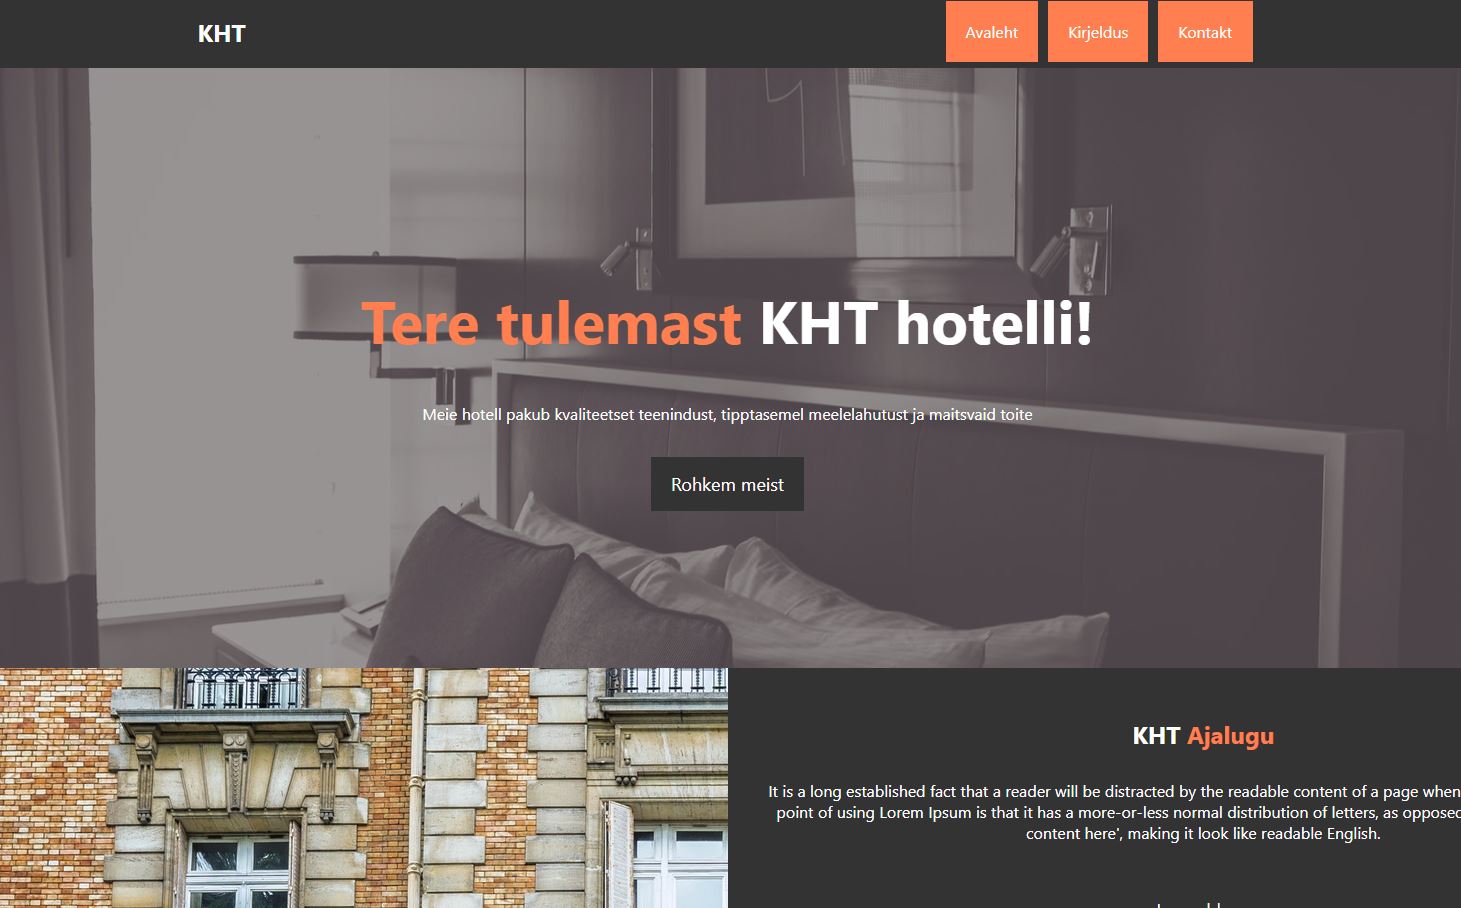 KHT
Avaleht
Kirjeldus
Kontakt
Tere tulemast KHT hotelli!
Meie hotell pakub kvaliteetset teenindust, tipptasemel meelelahutust ja maitsvaid toite
Rohkem meist
KHT Ajalugu
It is a long established fact that a reader will be distracted by the readable content of a page when
point of using Lorem Ipsum is that it has a more-or-less normal distribution of letters, as opposed
content here', making it look like readable English.